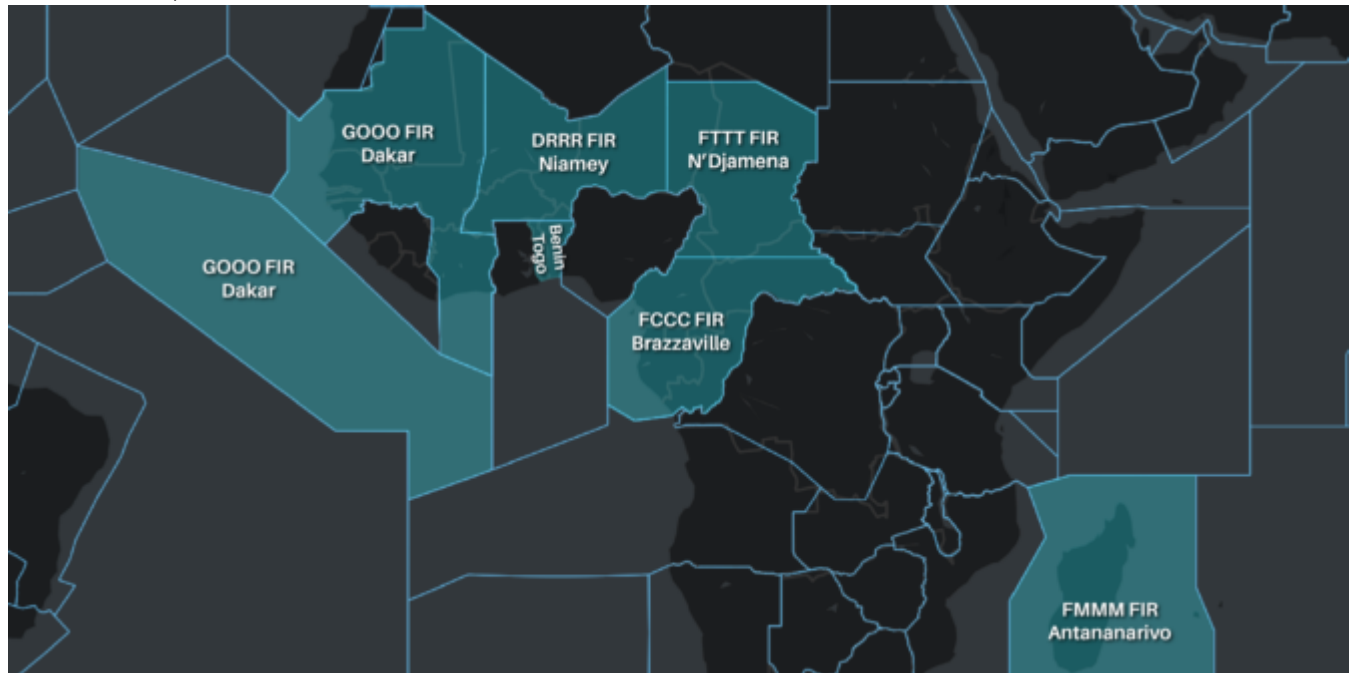 GOOO FIR
Dakar
DRRR FIR
Niamey
FTTT FIR
N'Djamena
Benin
Togo
GOOO FIR
Dakar
FCCC FIR
Brazzaville
FMMM FIR
Antananarivo